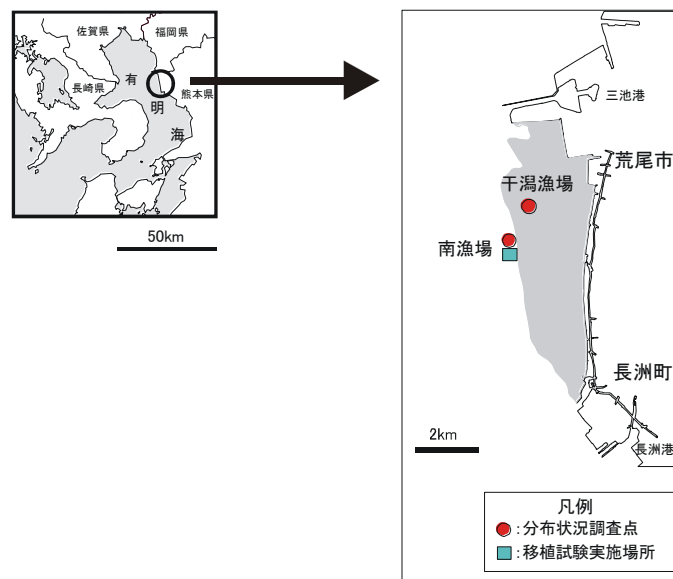 佐賀県
福岡県
有
明
海
長崎県
熊本県
50km
三池港
荒尾市
干潟漁場
南漁場
長洲町
2km
長洲港
凡例
:分布状況調査点
:移植試験実施場所